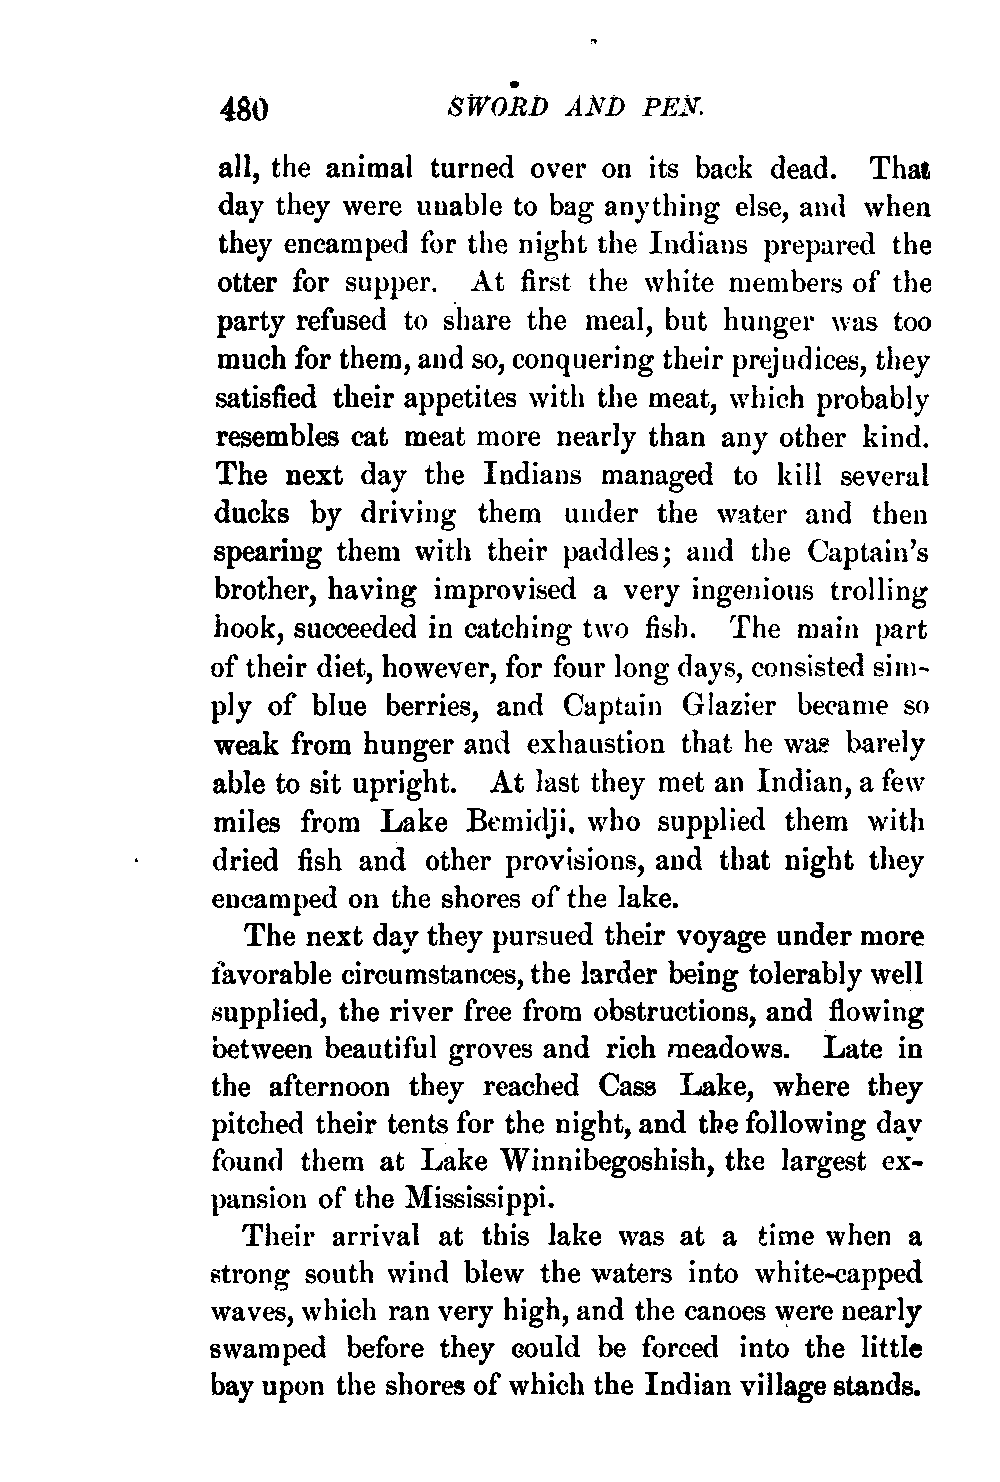 480 SWORD AND PEN.
all, the animal turned over on its back dead. That
day they were unable to bag anything else, and when
they encamped for the night the Indians prepared the
otter for supper. At first the white members of the
party refused to share the meal, but hunger was too
much for them, and so, conquering their prejudices, they
satisfied their appetites with the meat, which probably
resembles cat meat more nearly than any other kind.
The next day the Indians managed to kill several
ducks by driving them under the water and then
spearing them with their paddles; and the Captain's
brother, having improvised a very ingenious trolling
hook, succeeded in catching two fish. The main part
of their diet, however, for four long days, consisted sim-
ply of blue berries, and Captain Glazier became so
weak from hunger and exhaustion that he was barely
able to sit upright. At last they met an Indian, a few
miles from Lake Bemidji, who supplied them with
dried fish and other provisions, and that night they
encamped on the shores of the lake.
The next day they pursued their voyage under more
favorable circumstances, the larder being tolerably well
supplied, the river free from obstructions, and flowing
between beautiful groves and rich meadows. Late in
the afternoon they reached Cass Lake, where they
pitched their tents for the night, and the following day
found them at Lake Winnibegoshish, the largest ex-
pansion of the Mississippi.
Their arrival at this lake was at a time when a
strong south wind blew the waters into white-capped
waves, which ran very high, and the canoes were nearly
swamped before they could be forced into the little
bay upon the shores of which the Indian village stands.